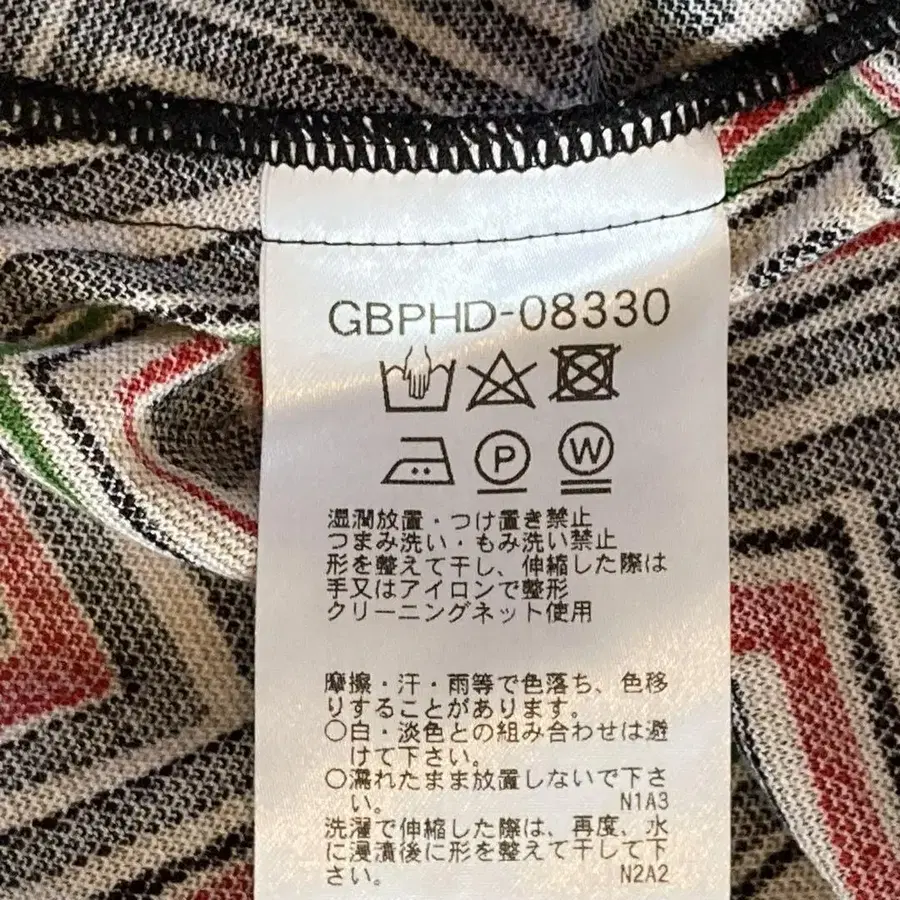 GBPHD-08330
P W
湿潤放置・つけ置き禁止
つまみ洗い・もみ洗い禁止
形を整えて干し、伸縮した際は
手又はアイロンで整形
クリーニングネット使用
摩擦・汗・雨等で色落ち、色移
りすることがあります。
○白・淡色との組み合わせは避
けて下さい。
○濡れたまま放置しないで下さ
い。 N1A3
洗濯で伸縮した際は、再度、水
に浸漬後に形を整えて干して下
さい。 N2A2